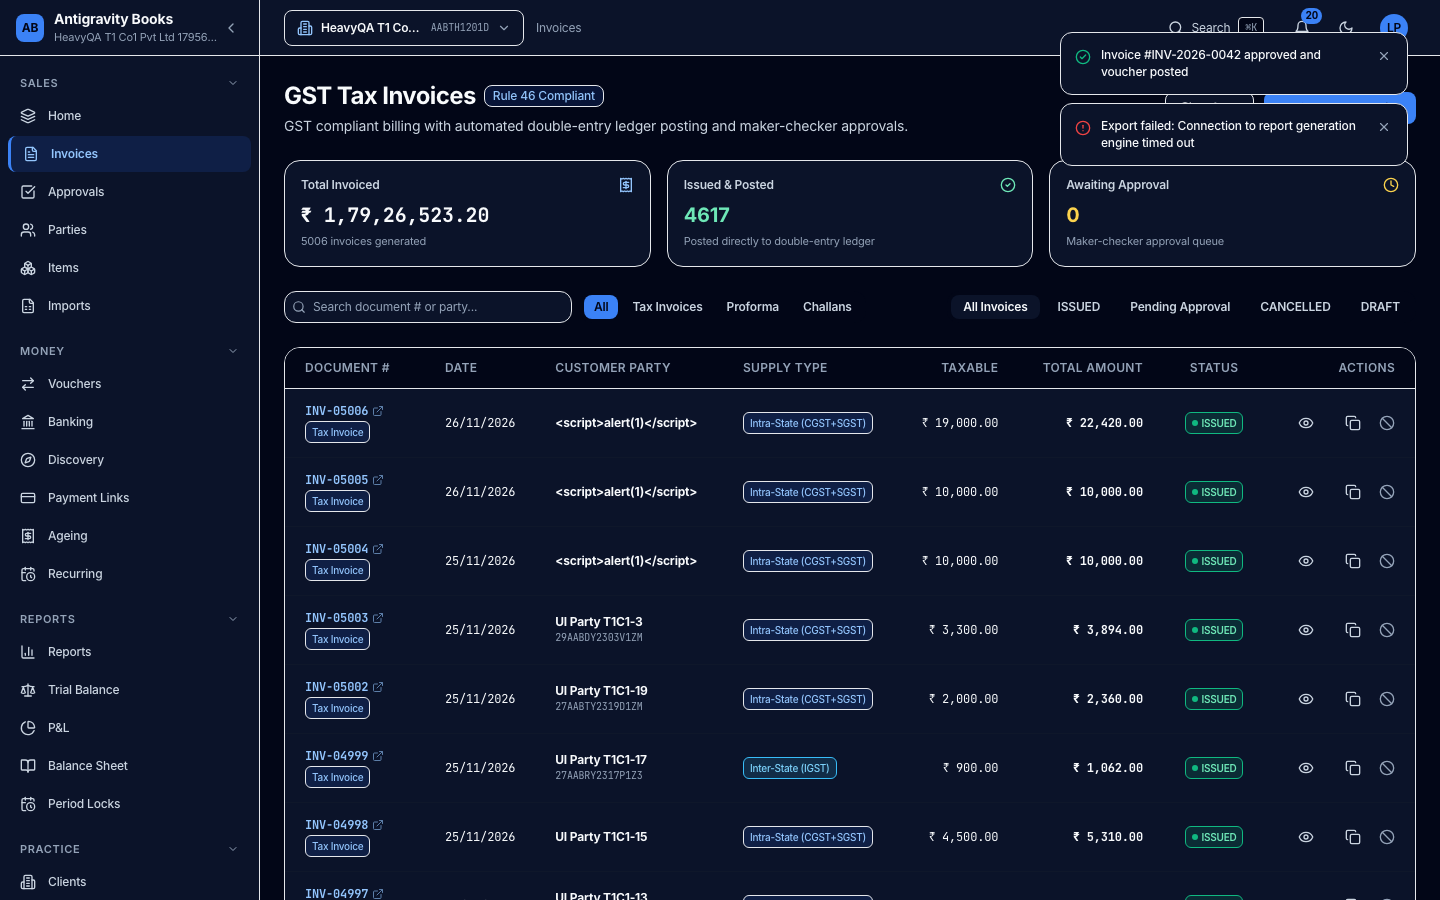 AB
Antigravity Books
HeavyQA T1 Co1 Pvt Ltd 17956...
SALES
Home
Invoices
Approvals
Parties
Items
Imports
MONEY
Vouchers
Banking
Discovery
Payment Links
Ageing
Recurring
REPORTS
Reports
Trial Balance
P&L
Balance Sheet
Period Locks
PRACTICE
Clients
HeavyQA T1 Co... AABTH1201D
Invoices
Search ⌘K
20
LP
Invoice #INV-2026-0042 approved and
voucher posted
Export failed: Connection to report generation
engine timed out
GST Tax Invoices
Rule 46 Compliant
GST compliant billing with automated double-entry ledger posting and maker-checker approvals.
Total Invoiced
₹ 1,79,26,523.20
5006 invoices generated
Issued & Posted
4617
Posted directly to double-entry ledger
Awaiting Approval
0
Maker-checker approval queue
Search document # or party...
All Tax Invoices Proforma Challans
All Invoices ISSUED Pending Approval CANCELLED DRAFT
DOCUMENT # DATE CUSTOMER PARTY SUPPLY TYPE TAXABLE TOTAL AMOUNT STATUS ACTIONS
INV-05006
Tax Invoice
26/11/2026 <script>alert(1)</script> Intra-State (CGST+SGST) ₹ 19,000.00 ₹ 22,420.00 ISSUED
INV-05005
Tax Invoice
26/11/2026 <script>alert(1)</script> Intra-State (CGST+SGST) ₹ 10,000.00 ₹ 10,000.00 ISSUED
INV-05004
Tax Invoice
25/11/2026 <script>alert(1)</script> Intra-State (CGST+SGST) ₹ 10,000.00 ₹ 10,000.00 ISSUED
INV-05003
Tax Invoice
25/11/2026
UI Party T1C1-3
29AABDY2303V1ZM
Intra-State (CGST+SGST) ₹ 3,300.00 ₹ 3,894.00 ISSUED
INV-05002
Tax Invoice
25/11/2026
UI Party T1C1-19
27AABTY2319D1ZM
Intra-State (CGST+SGST) ₹ 2,000.00 ₹ 2,360.00 ISSUED
INV-04999
Tax Invoice
25/11/2026
UI Party T1C1-17
27AABRY2317P1Z3
Inter-State (IGST) ₹ 900.00 ₹ 1,062.00 ISSUED
INV-04998
Tax Invoice
25/11/2026 UI Party T1C1-15 Intra-State (CGST+SGST) ₹ 4,500.00 ₹ 5,310.00 ISSUED
INV-04997
UI Party T1C1-13